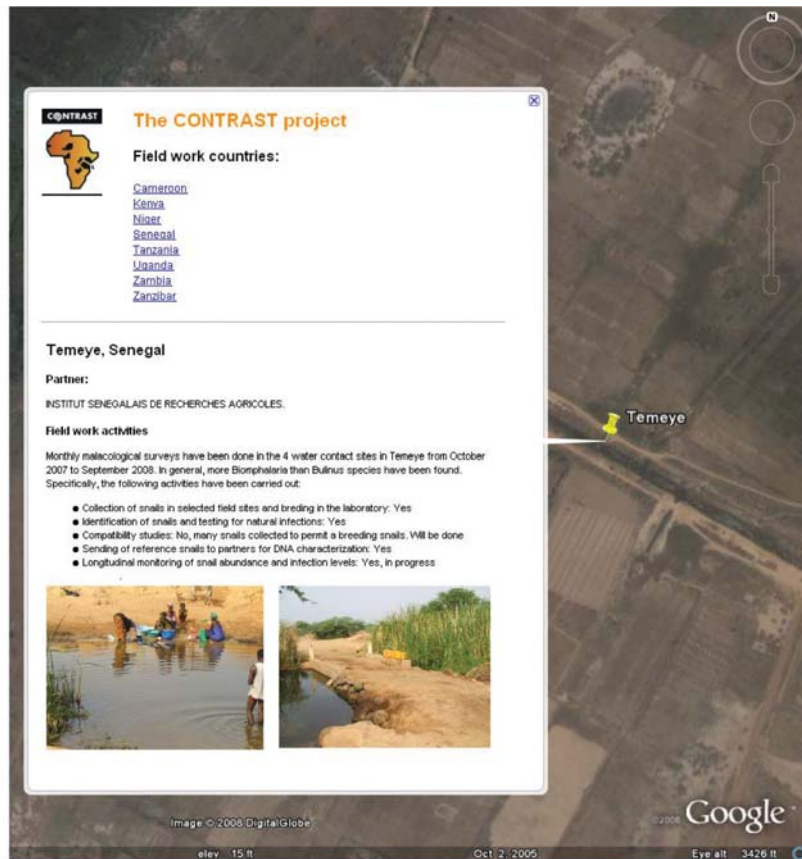 N
CONTRAST
The CONTRAST project
Field work countries:
Cameroon
Kenya
Niger
Senegal
Tanzania
Uganda
Zambia
Zanzibar
Temeye, Senegal
Partner:
INSTITUT SENEGALAIS DE RECHERCHES AGRICOLES.
Field work activities
Monthly malacological surveys have been done in the 4 water contact sites in Temeye from October
2007 to September 2008. In general, more Biomphalaria than Bulinus species have been found.
Specifically, the following activities have been carried out:
● Collection of snails in selected field sites and breding in the laboratory: Yes
● Identification of snails and testing for natural infections: Yes
● Compatibility studies: No, many snails collected to permit a breeding snails. Will be done
● Sending of reference snails to partners for DNA characterization: Yes
● Longitudinal monitoring of snail abundance and infection levels: Yes, in progress
Temeye
Image © 2008 DigitalGlobe
©2008 Google™
elev 15 ft Oct 2, 2005 Eye alt 3426 ft